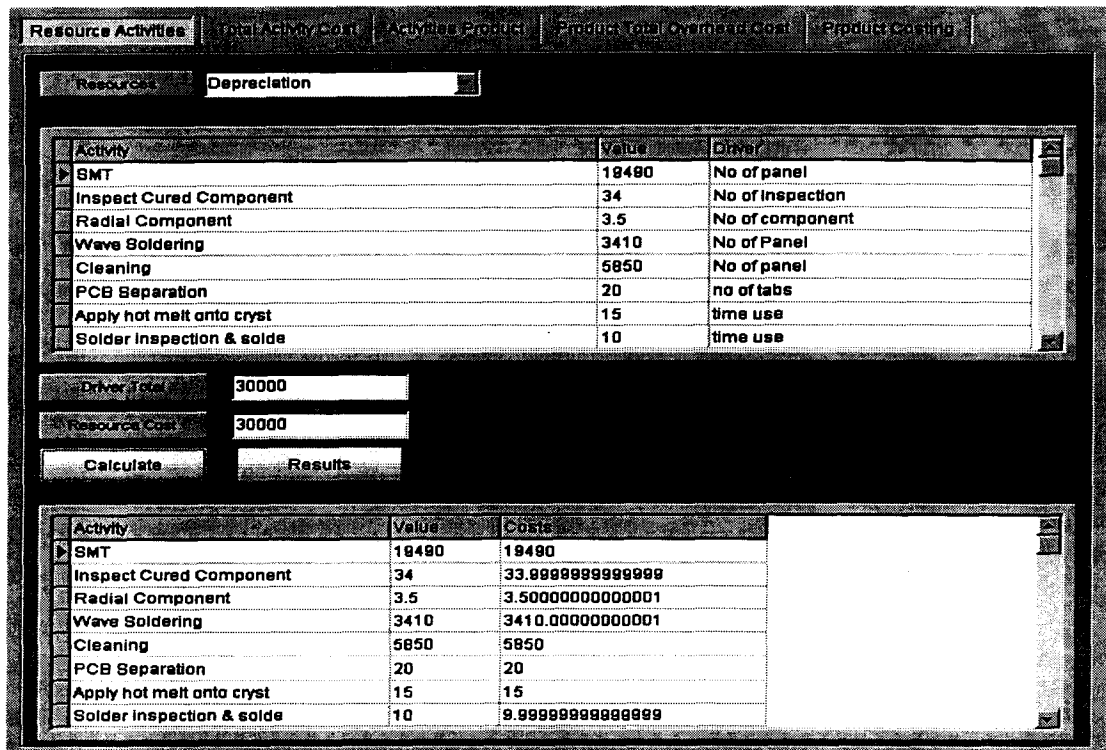 Resource Activities Total Activity Cost Activities Product Product Total Overhead Cost Product Costing
Resources Depreciation
Activity Value Driver
SMT 19490 No of panel
Inspect Cured Component 34 No of Inspection
Radial Component 3.5 No of component
Wave Soldering 3410 No of Panel
Cleaning 5850 No of panel
PCB Separation 20 no of tabs
Apply hot melt onto cryst 15 time use
Solder inspection & solde 10 time use
Driver Total 30000
Resource Cost 30000
Calculate Results
Activity Value Costs
SMT 19490 19490
Inspect Cured Component 34 33.9999999999999
Radial Component 3.5 3.50000000000001
Wave Soldering 3410 3410.00000000001
Cleaning 5850 5850
PCB Separation 20 20
Apply hot melt onto cryst 15 15
Solder inspection & solde 10 9.99999999999999